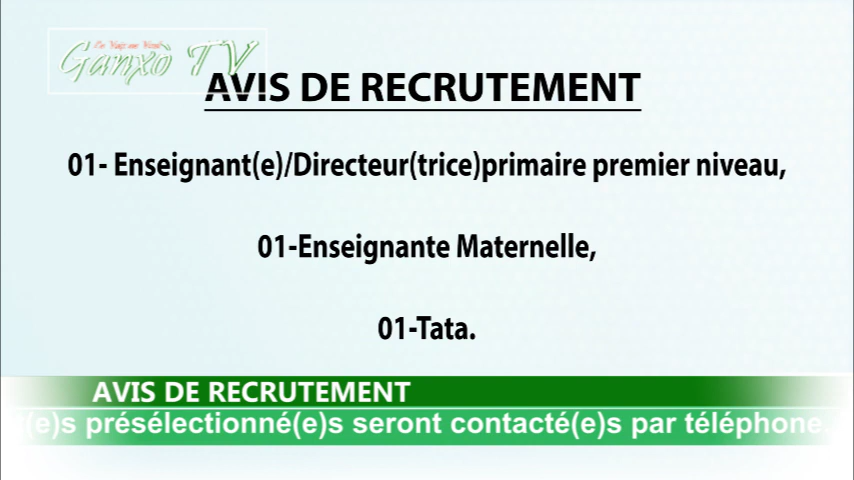 Ganxò TV
AVIS DE RECRUTEMENT
01- Enseignant(e)/Directeur(trice)primaire premier niveau,
01-Enseignante Maternelle,
01-Tata.
AVIS DE RECRUTEMENT
(e)s présélectionné(e)s seront contacté(e)s par téléphone.